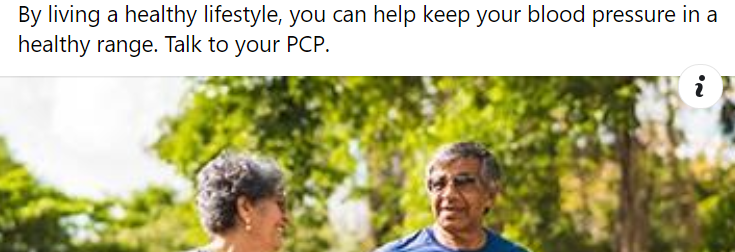 By living a healthy lifestyle, you can help keep your blood pressure in a
healthy range. Talk to your PCP.
i